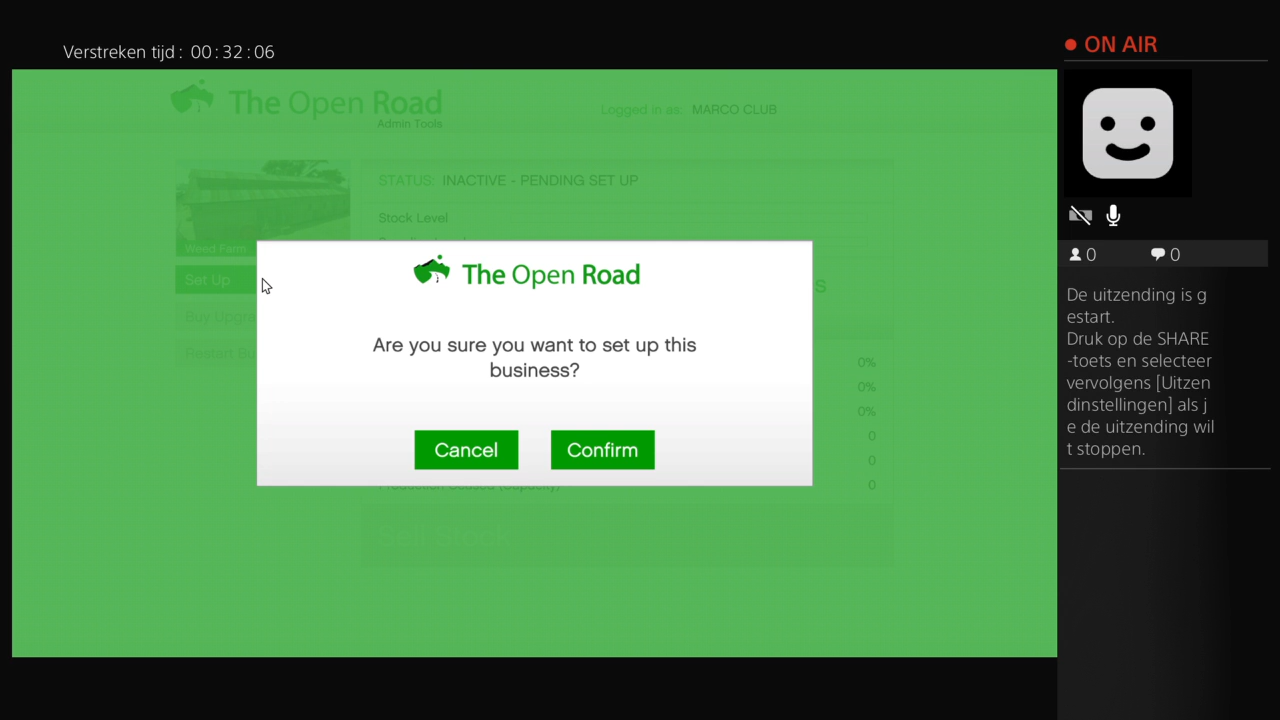 Verstreken tijd: 00:32:06
ON AIR
The Open Road
Admin Tools
Logged in as: MARCO CLUB
STATUS: INACTIVE - PENDING SET UP
Stock Level
Weed Farm
Set Up
S
The Open Road
Are you sure you want to set up this
business?
Cancel
Confirm
0%
0%
0%
0
0
0
Sell Stock
0
0
De uitzending is g
estart.
Druk op de SHARE
-toets en selecteer
vervolgens [Uitzen
dinstellingen] als j
e de uitzending wil
t stoppen.